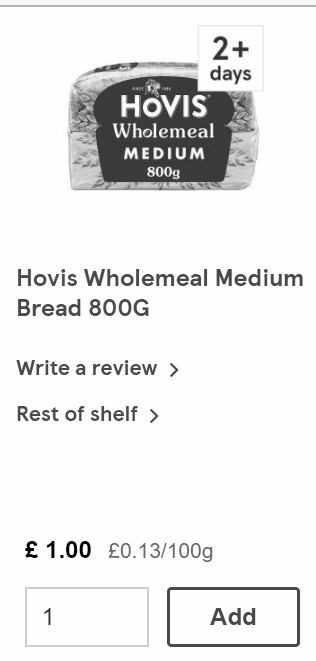 2+
days
HOVIS
Wholemeal
MEDIUM
800g
Hovis Wholemeal Medium
Bread 800G
Write a review >
Rest of shelf >
£ 1.00 £0.13/100g
1 Add